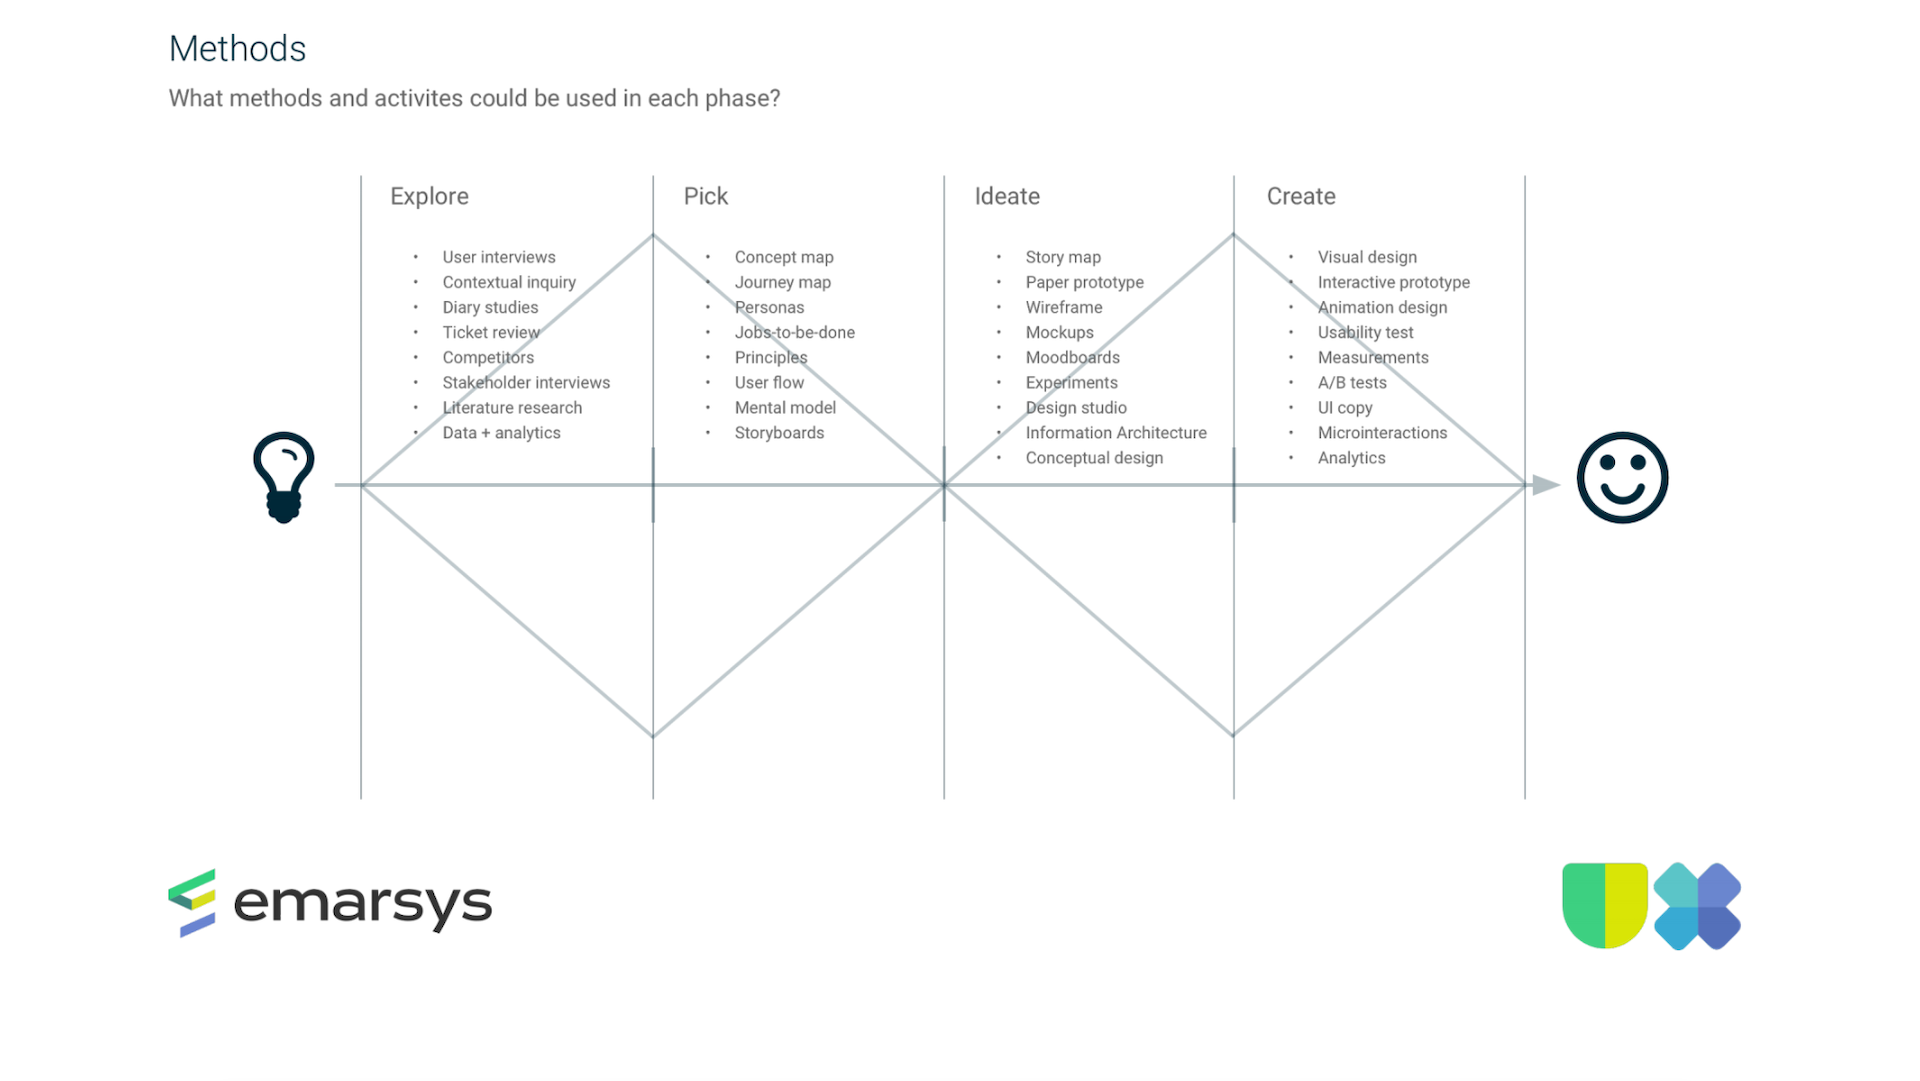 Methods
What methods and activites could be used in each phase?
Explore
User interviews
Contextual inquiry
Diary studies
Ticket review
Competitors
Stakeholder interviews
Literature research
Data + analytics
Pick
Concept map
Journey map
Personas
Jobs-to-be-done
Principles
User flow
Mental model
Storyboards
Ideate
Story map
Paper prototype
Wireframe
Mockups
Moodboards
Experiments
Design studio
Information Architecture
Conceptual design
Create
Visual design
Interactive prototype
Animation design
Usability test
Measurements
A/B tests
UI copy
Microinteractions
Analytics
emarsys
UX